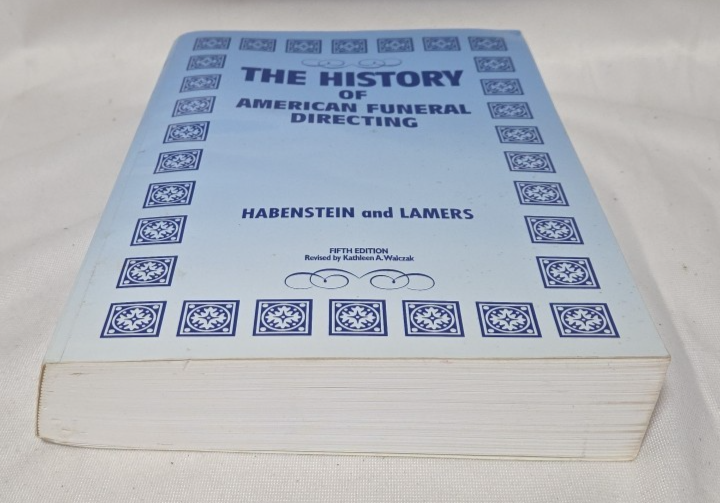 THE HISTORY
OF
AMERICAN FUNERAL
DIRECTING
HABENSTEIN and LAMERS
FIFTH EDITION
Revised by Kathleen A. Walczak